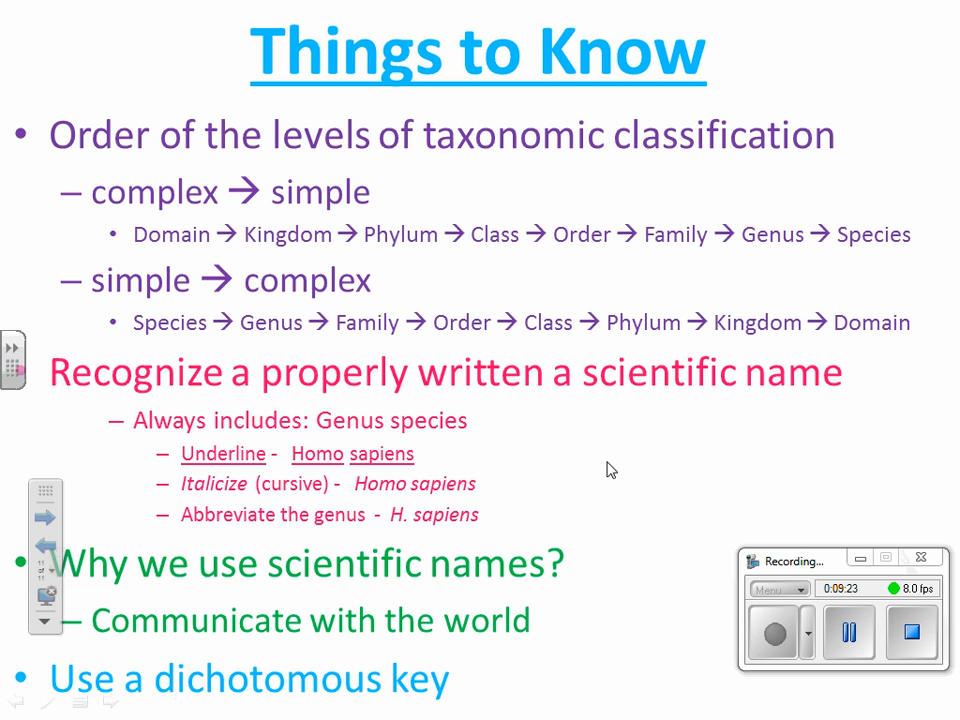 Things to Know
• Order of the levels of taxonomic classification
– complex → simple
• Domain → Kingdom → Phylum → Class → Order → Family → Genus → Species
– simple → complex
• Species → Genus → Family → Order → Class → Phylum → Kingdom → Domain
Recognize a properly written a scientific name
– Always includes: Genus species
– Underline - Homo sapiens
– Italicize (cursive) - Homo sapiens
– Abbreviate the genus - H. sapiens
• Why we use scientific names?
– Communicate with the world
• Use a dichotomous key
11
of
11
Recording...
Menu
0:09:23
8.0 fps